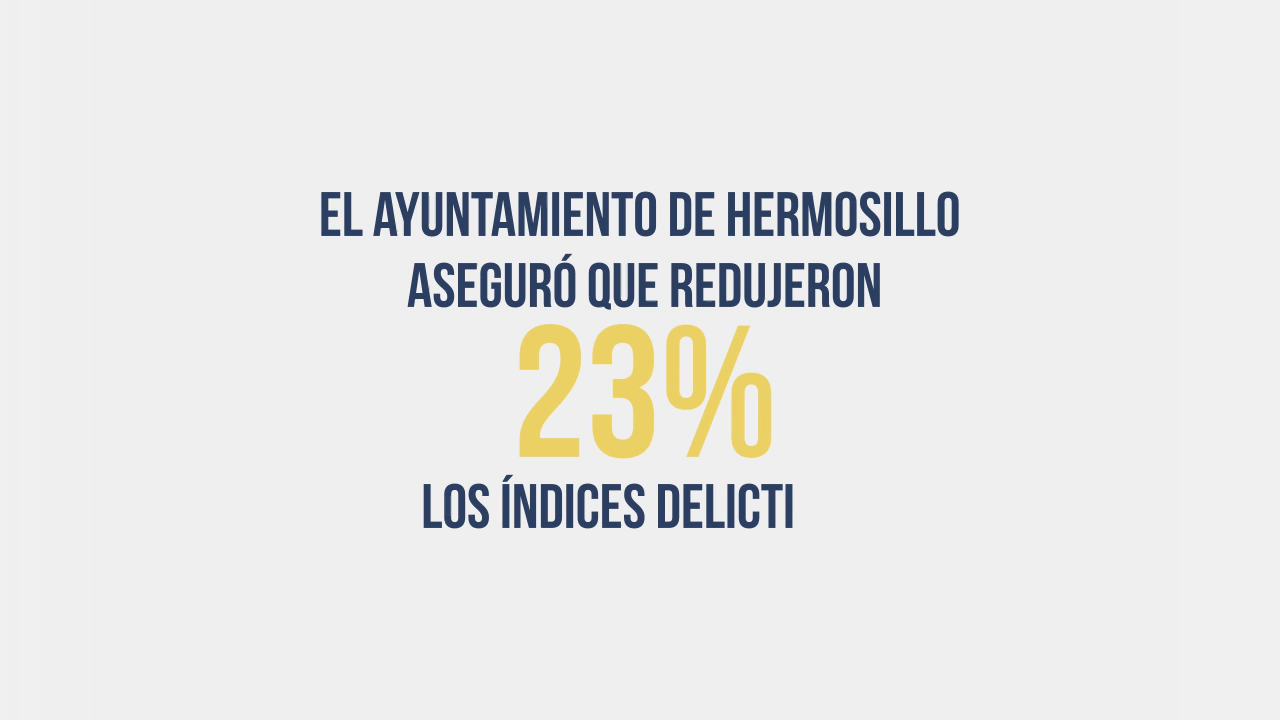 EL AYUNTAMIENTO DE HERMOSILLO
ASEGURÓ QUE REDUJERON
23%
LOS ÍNDICES DELICTI